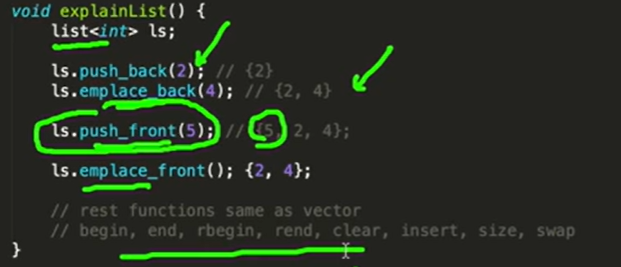 void explainList() {
list<int> ls;
ls.push_back(2); // {2}
ls.emplace_back(4); // {2, 4}
ls.push_front(5); // {5, 2, 4};
ls.emplace_front(); {2, 4};
// rest functions same as vector
// begin, end, rbegin, rend, clear, insert, size, swap
}